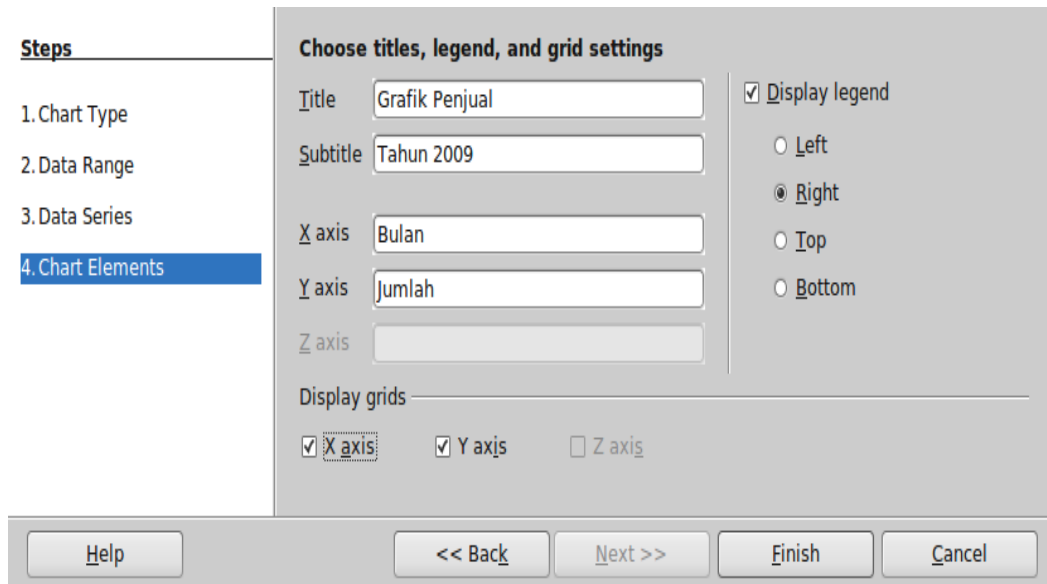 Steps
1. Chart Type
2. Data Range
3. Data Series
4. Chart Elements
Choose titles, legend, and grid settings
Title Grafik Penjual
Subtitle Tahun 2009
X axis Bulan
Y axis Jumlah
Z axis
Display legend
Left
Right
Top
Bottom
Display grids
X axis Y axis Z axis
Help << Back Next >> Finish Cancel